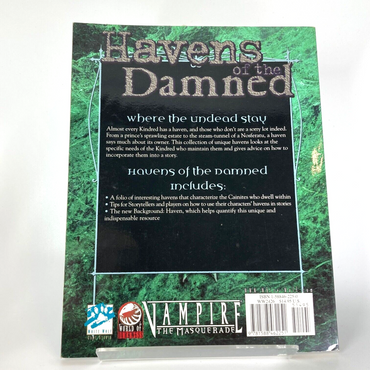 Havens
of the
Damned
Where the Undead Stay
Almost every Kindred has a haven, and those who don't are a sorry lot indeed.
From a prince's sprawling estate to the steam-tunnel of a Nosferatu, a haven
says much about its owner. This collection of unique havens looks at the
specific needs of the Kindred who maintain them and gives advice on how to
incorporate them into a story.
Havens of the Damned
Includes:
• A folio of interesting havens that characterize the Cainites who dwell within
• Tips for Storytellers and players on how to use their characters' havens in stories
• The new Background: Haven, which helps quantify this unique and
indispensable resource
WORLD OF
DARKNESS
VAMPIRE
THE MASQUERADE